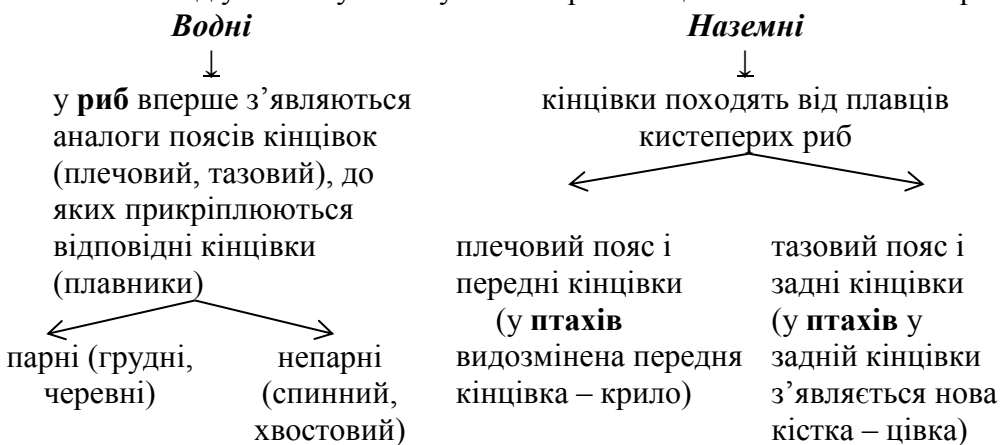 Водні
у риб вперше з’являються
аналоги поясів кінцівок
(плечовий, тазовий), до
яких прикріплюються
відповідні кінцівки
(плавники)
парні (грудні,
черевні)
непарні
(спинний,
хвостовий)
Наземні
кінцівки походять від плавців
кистеперих риб
плечовий пояс і
передні кінцівки
(у птахів
видозмінена передня
кінцівка – крило)
тазовий пояс і
задні кінцівки
(у птахів у
задній кінцівки
з’являється нова
кістка – цівка)